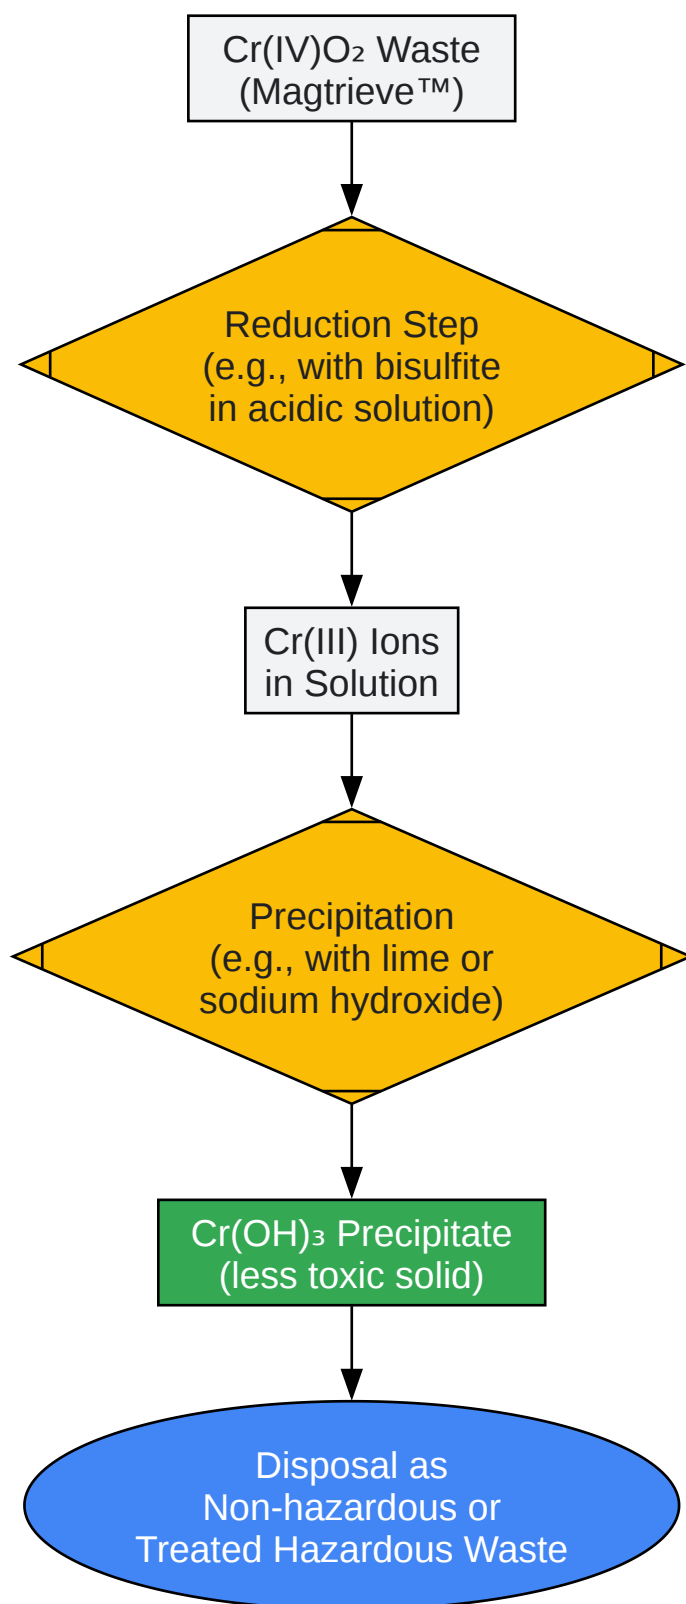 Cr(IV)O₂ Waste
(Magtrieve™)
Reduction Step
(e.g., with bisulfite
in acidic solution)
Cr(III) Ions
in Solution
Precipitation
(e.g., with lime or
sodium hydroxide)
Cr(OH)₃ Precipitate
(less toxic solid)
Disposal as
Non-hazardous or
Treated Hazardous Waste